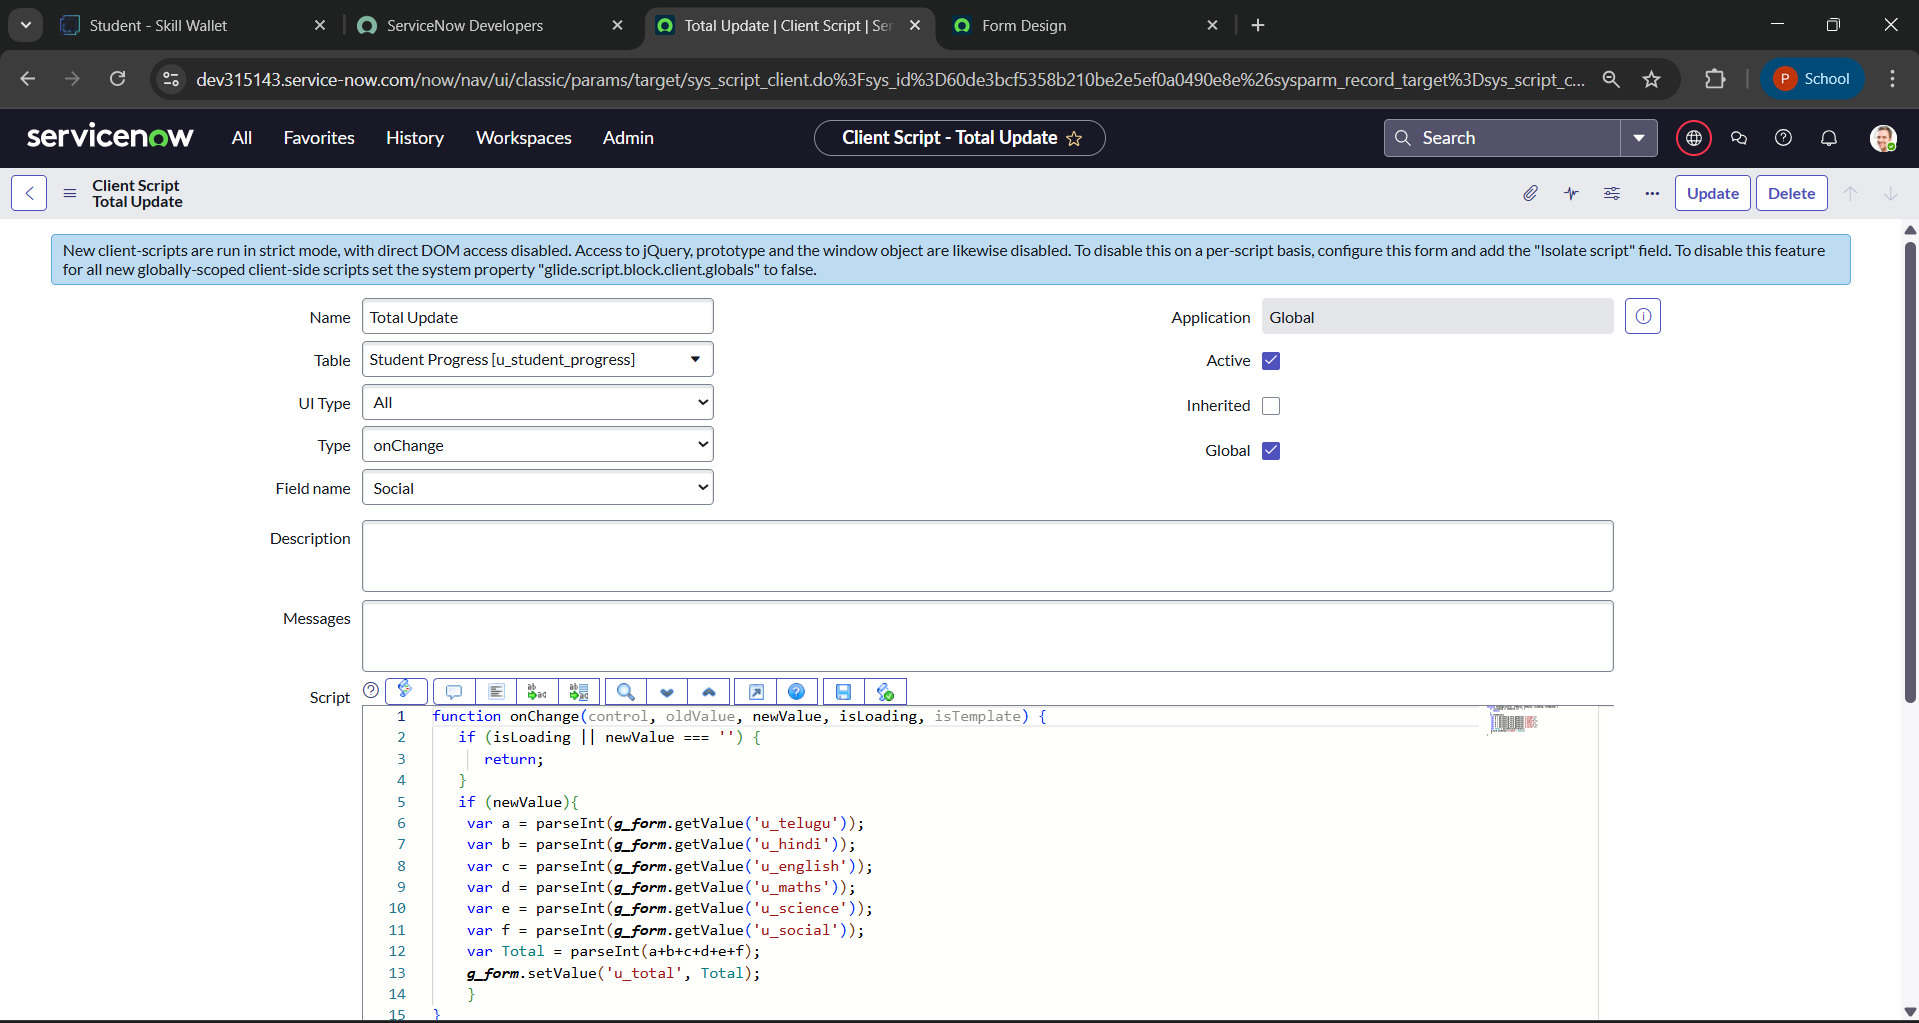 Student - Skill Wallet
ServiceNow Developers
Total Update | Client Script | Ser
Form Design
dev315143.service-now.com/now/nav/ui/classic/params/target/sys_script_client.do%3Fsys_id%3D60de3bcf5358b210be2e5ef0a0490e8e%26sysparm_record_target%3Dsys_script_c...
P School
servicenow
All
Favorites
History
Workspaces
Admin
Client Script - Total Update
Search
Client Script
Total Update
Update
Delete
New client-scripts are run in strict mode, with direct DOM access disabled. Access to jQuery, prototype and the window object are likewise disabled. To disable this on a per-script basis, configure this form and add the "Isolate script" field. To disable this feature
for all new globally-scoped client-side scripts set the system property "glide.script.block.client.globals" to false.
Name Total Update
Application Global
Table Student Progress [u_student_progress]
Active
UI Type All
Inherited
Type onChange
Global
Field name Social
Description
Messages
Script
1 function onChange(control, oldValue, newValue, isLoading, isTemplate) {
2 if (isLoading || newValue === '') {
3 return;
4 }
5 if (newValue){
6 var a = parseInt(g_form.getValue('u_telugu'));
7 var b = parseInt(g_form.getValue('u_hindi'));
8 var c = parseInt(g_form.getValue('u_english'));
9 var d = parseInt(g_form.getValue('u_maths'));
10 var e = parseInt(g_form.getValue('u_science'));
11 var f = parseInt(g_form.getValue('u_social'));
12 var Total = parseInt(a+b+c+d+e+f);
13 g_form.setValue('u_total', Total);
14 }
15 }